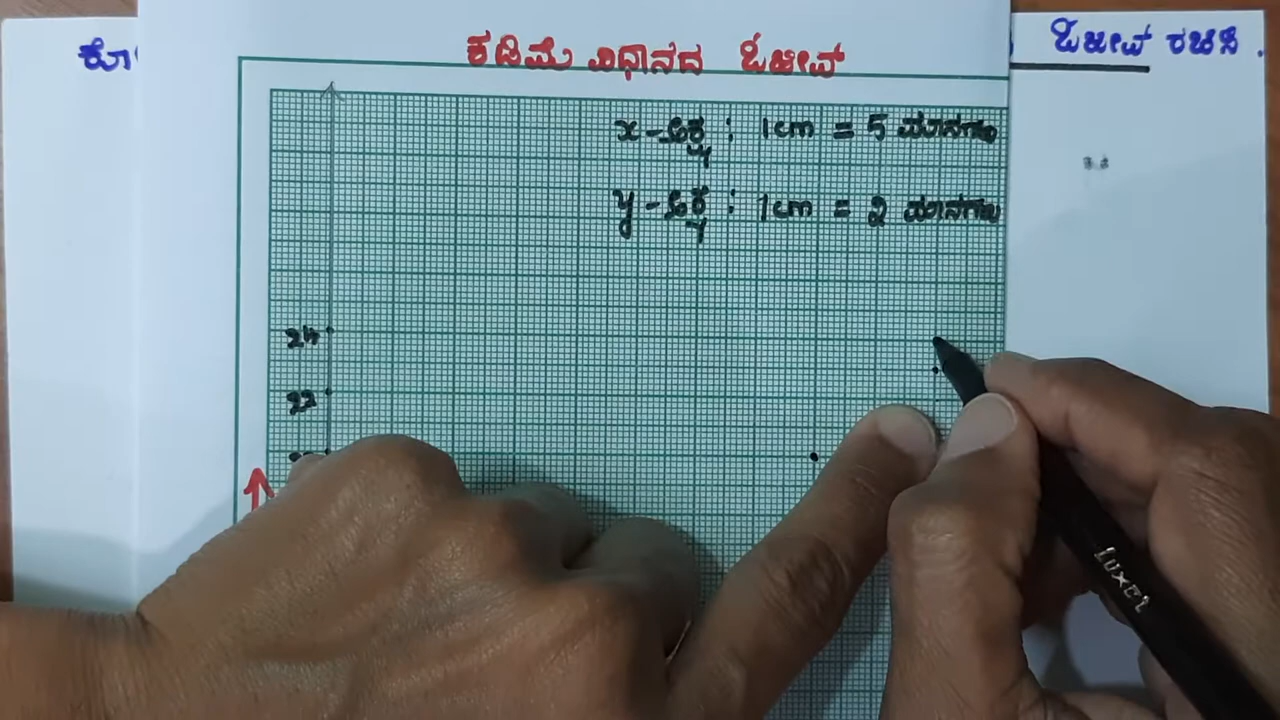 ಕಡಿಮೆ ವಿಧಾನದ ಓಜೀವ್
ಓಜೀವ್ ರಚಿಸಿ .
x-ಅಕ್ಷ : 1cm = 5 ಮಾನಗಳು
y-ಅಕ್ಷ : 1cm = 2 ಮಾನಗಳು
24
22
Luxor